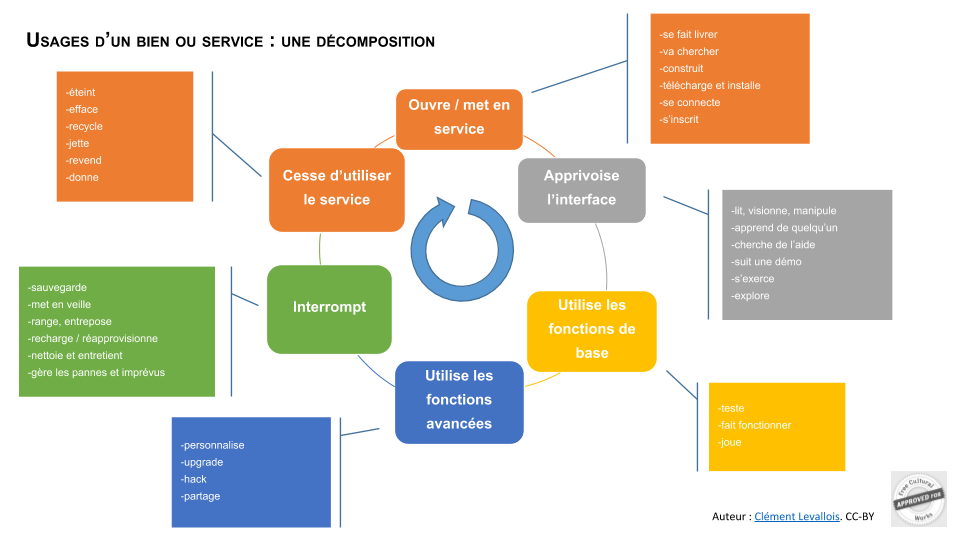 USAGES D'UN BIEN OU SERVICE : UNE DÉCOMPOSITION
Ouvre / met en
service
-se fait livrer
-va chercher
-construit
-télécharge et installe
-se connecte
-s'inscrit
Apprivoise
l'interface
-lit, visionne, manipule
-apprend de quelqu'un
-cherche de l'aide
-suit une démo
-s'exerce
-explore
Utilise les
fonctions de
base
-teste
-fait fonctionner
-joue
Utilise les
fonctions
avancées
-personnalise
-upgrade
-hack
-partage
Interrompt
-sauvegarde
-met en veille
-range, entrepose
-recharge / réapprovisionne
-nettoie et entretient
-gère les pannes et imprévus
Cesse d'utiliser
le service
-éteint
-efface
-recycle
-jette
-revend
-donne
Auteur : Clément Levallois. CC-BY
Free Cultural
APPROVED FOR
Works